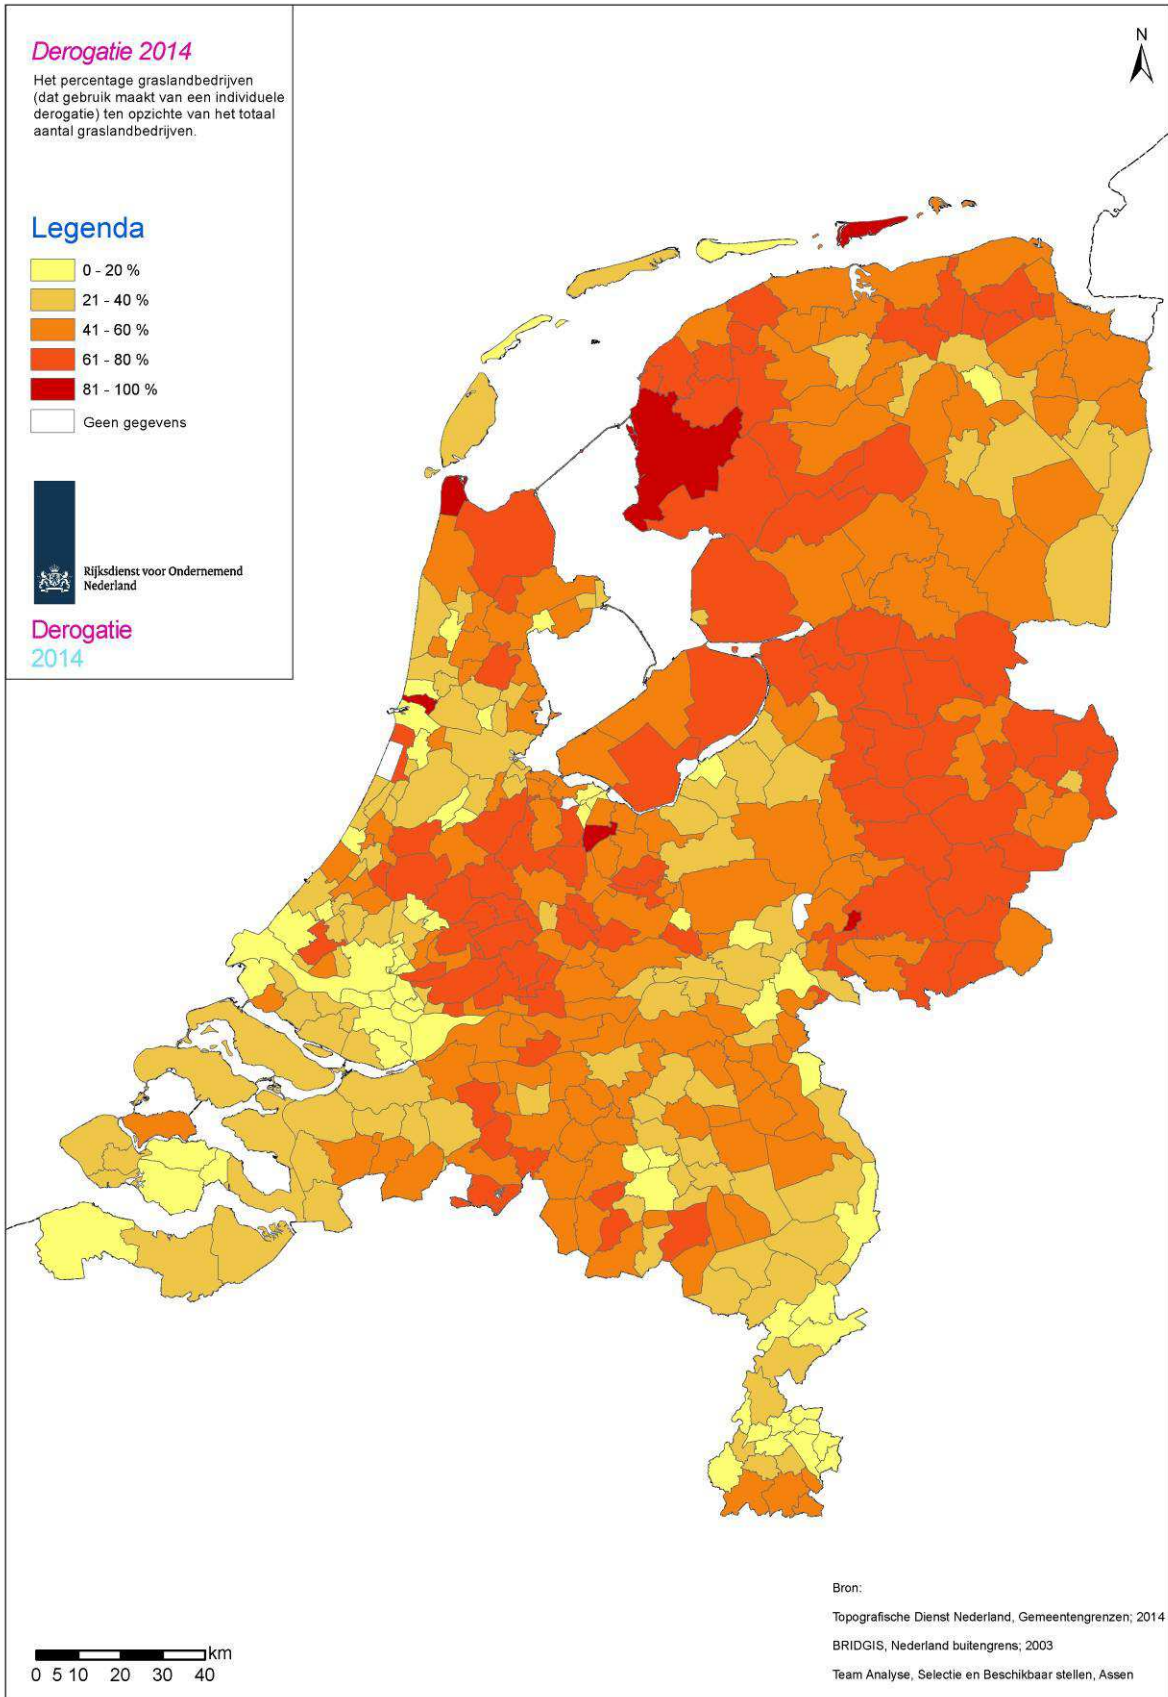 Derogatie 2014
Het percentage graslandbedrijven
(dat gebruik maakt van een individuele
derogatie) ten opzichte van het totaal
aantal graslandbedrijven.
Legenda
0 - 20 %
21 - 40 %
41 - 60 %
61 - 80 %
81 - 100 %
Geen gegevens
Rijksdienst voor Ondernemend
Nederland
Derogatie
2014
N
km
0 5 10 20 30 40
Bron:
Topografische Dienst Nederland, Gemeentengrenzen; 2014
BRIDGIS, Nederland buitengrens; 2003
Team Analyse, Selectie en Beschikbaar stellen, Assen